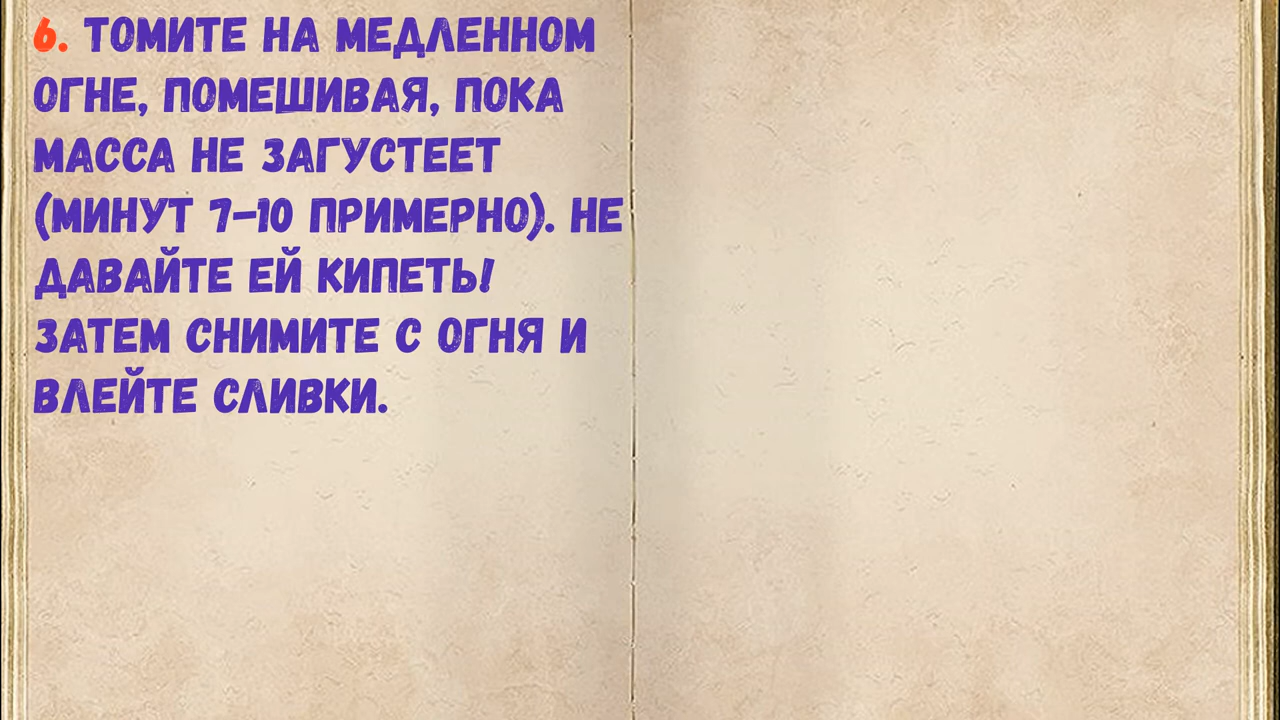 6. ТОМИТЕ НА МЕДЛЕННОМ
ОГНЕ, ПОМЕШИВАЯ, ПОКА
МАССА НЕ ЗАГУСТЕЕТ
(МИНУТ 7-10 ПРИМЕРНО). НЕ
ДАВАЙТЕ ЕЙ КИПЕТЬ!
ЗАТЕМ СНИМИТЕ С ОГНЯ И
ВЛЕЙТЕ СЛИВКИ.